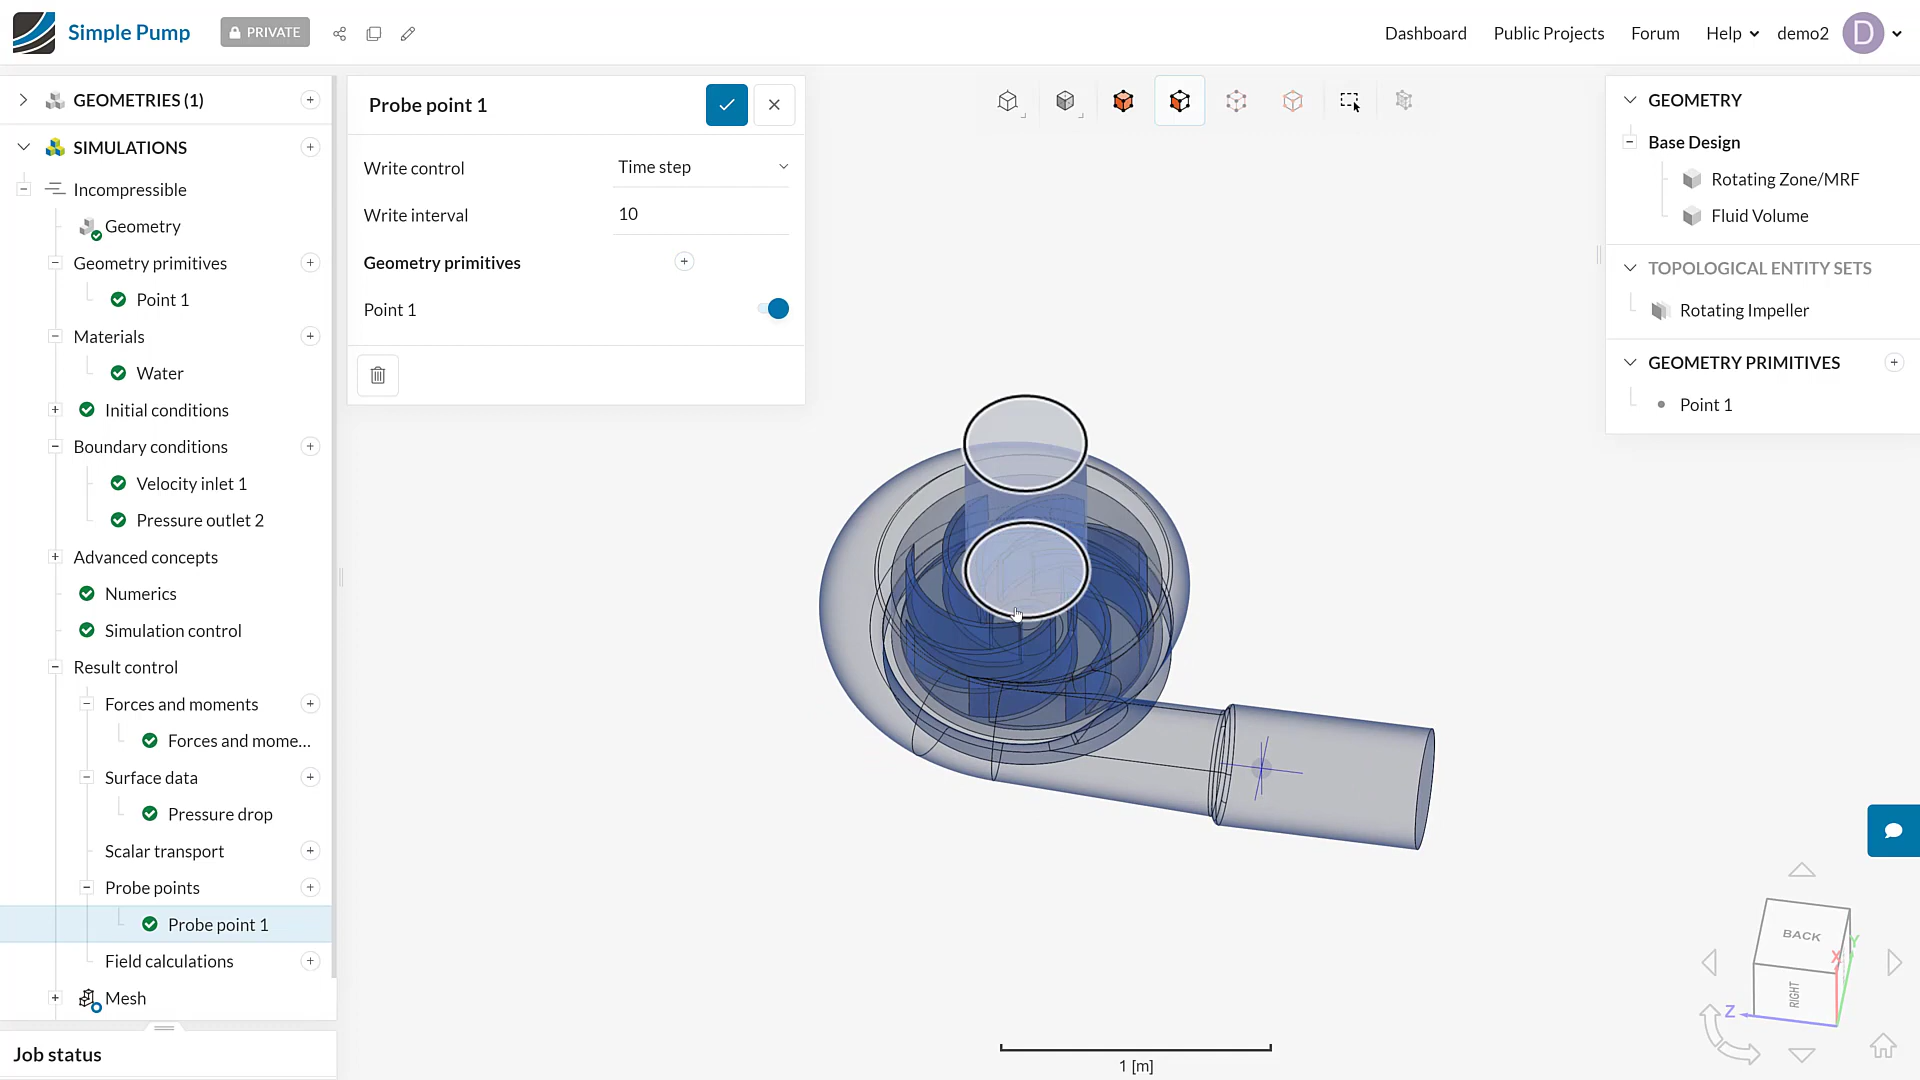 Simple Pump
PRIVATE
Dashboard
Public Projects
Forum
Help
demo2
D
GEOMETRIES (1)
SIMULATIONS
Incompressible
Geometry
Geometry primitives
Point 1
Materials
Water
Initial conditions
Boundary conditions
Velocity inlet 1
Pressure outlet 2
Advanced concepts
Numerics
Simulation control
Result control
Forces and moments
Forces and mome...
Surface data
Pressure drop
Scalar transport
Probe points
Probe point 1
Field calculations
Mesh
Job status
Probe point 1
Write control
Time step
Write interval
10
Geometry primitives
Point 1
GEOMETRY
Base Design
Rotating Zone/MRF
Fluid Volume
TOPOLOGICAL ENTITY SETS
Rotating Impeller
GEOMETRY PRIMITIVES
Point 1
BACK
RIGHT
X
Y
Z
1 [m]